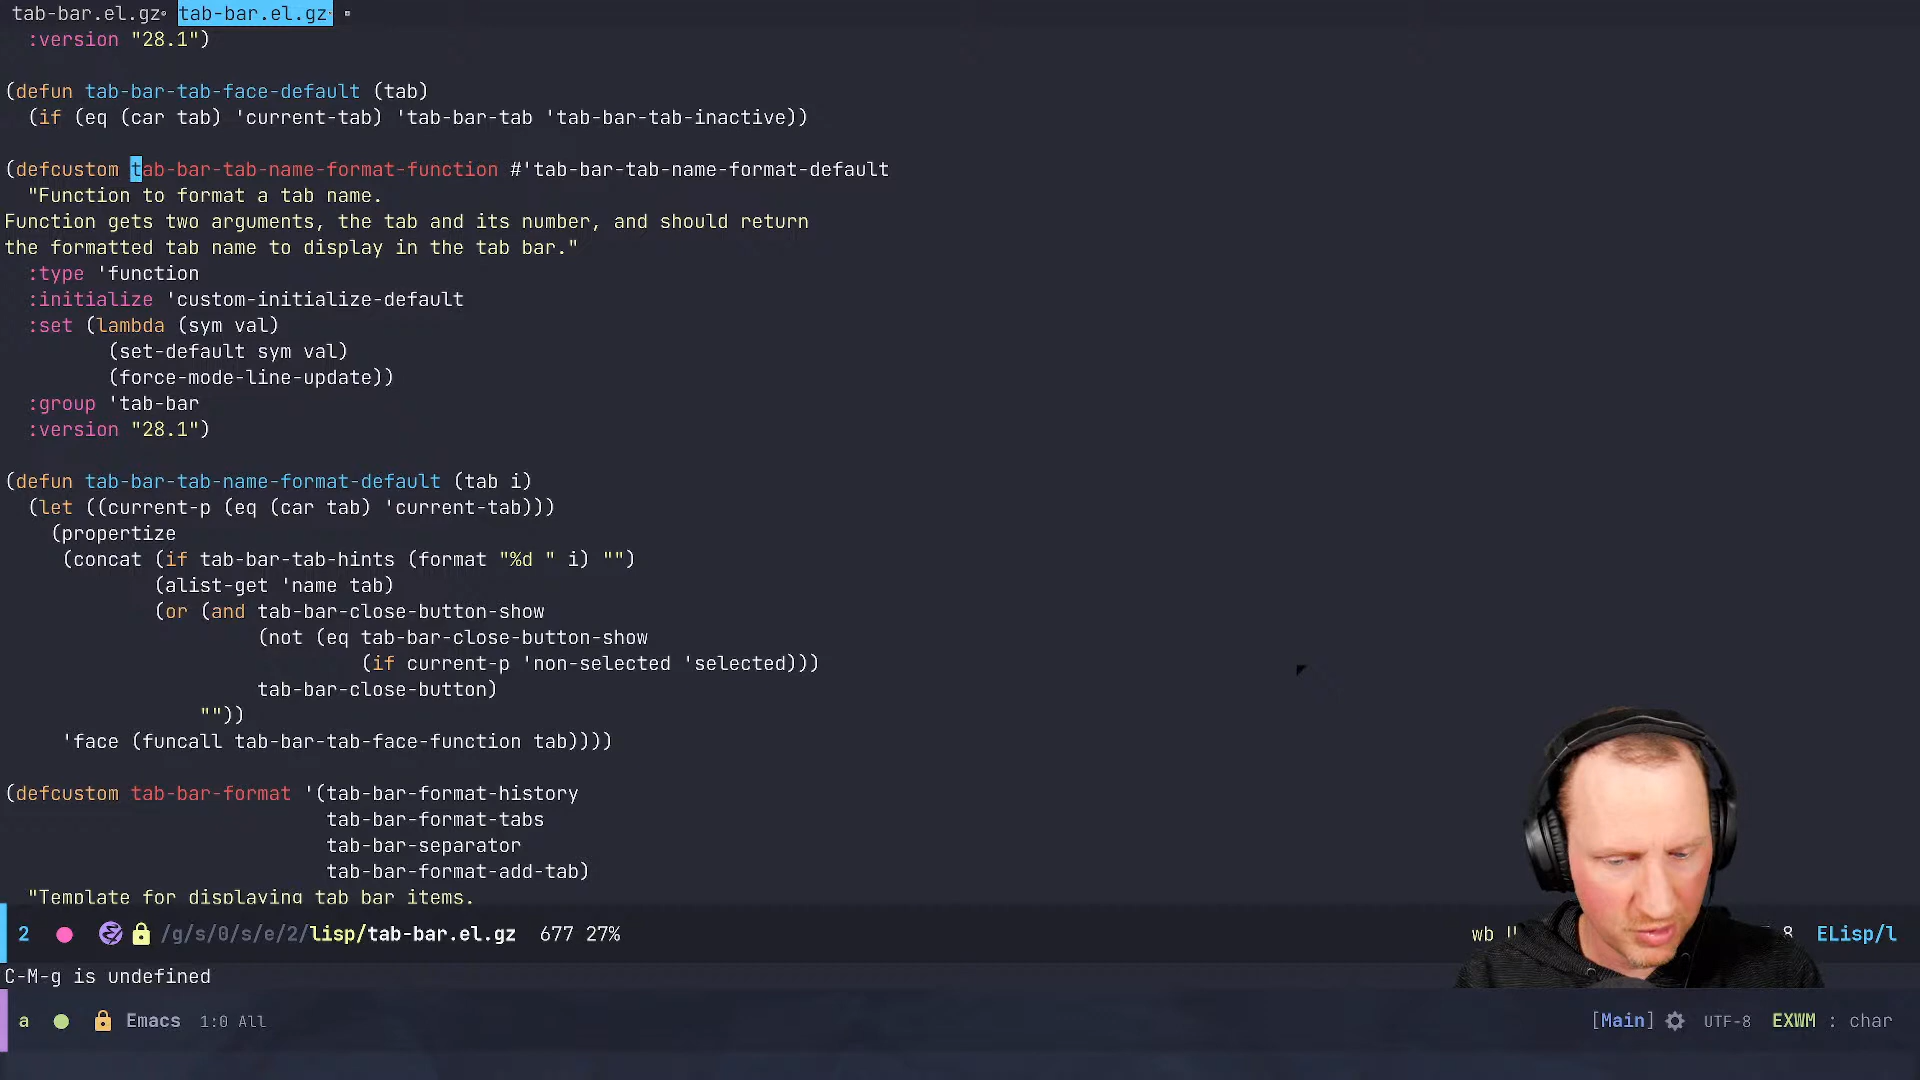 tab-bar.el.gz tab-bar.el.gz
:version "28.1")
(defun tab-bar-tab-face-default (tab)
(if (eq (car tab) 'current-tab) 'tab-bar-tab 'tab-bar-tab-inactive))
(defcustom tab-bar-tab-name-format-function #'tab-bar-tab-name-format-default
"Function to format a tab name.
Function gets two arguments, the tab and its number, and should return
the formatted tab name to display in the tab bar."
:type 'function
:initialize 'custom-initialize-default
:set (lambda (sym val)
(set-default sym val)
(force-mode-line-update))
:group 'tab-bar
:version "28.1")
(defun tab-bar-tab-name-format-default (tab i)
(let ((current-p (eq (car tab) 'current-tab)))
(propertize
(concat (if tab-bar-tab-hints (format "%d " i) "")
(alist-get 'name tab)
(or (and tab-bar-close-button-show
(not (eq tab-bar-close-button-show
(if current-p 'non-selected 'selected)))
tab-bar-close-button)
""))
'face (funcall tab-bar-tab-face-function tab))))
(defcustom tab-bar-format '(tab-bar-format-history
tab-bar-format-tabs
tab-bar-separator
tab-bar-format-add-tab)
"Template for displaying tab bar items.
2 /g/s/0/s/e/2/lisp/tab-bar.el.gz 677 27% wb 8 ELisp/l
C-M-g is undefined
a Emacs 1:0 All [Main] UTF-8 EXWM : char